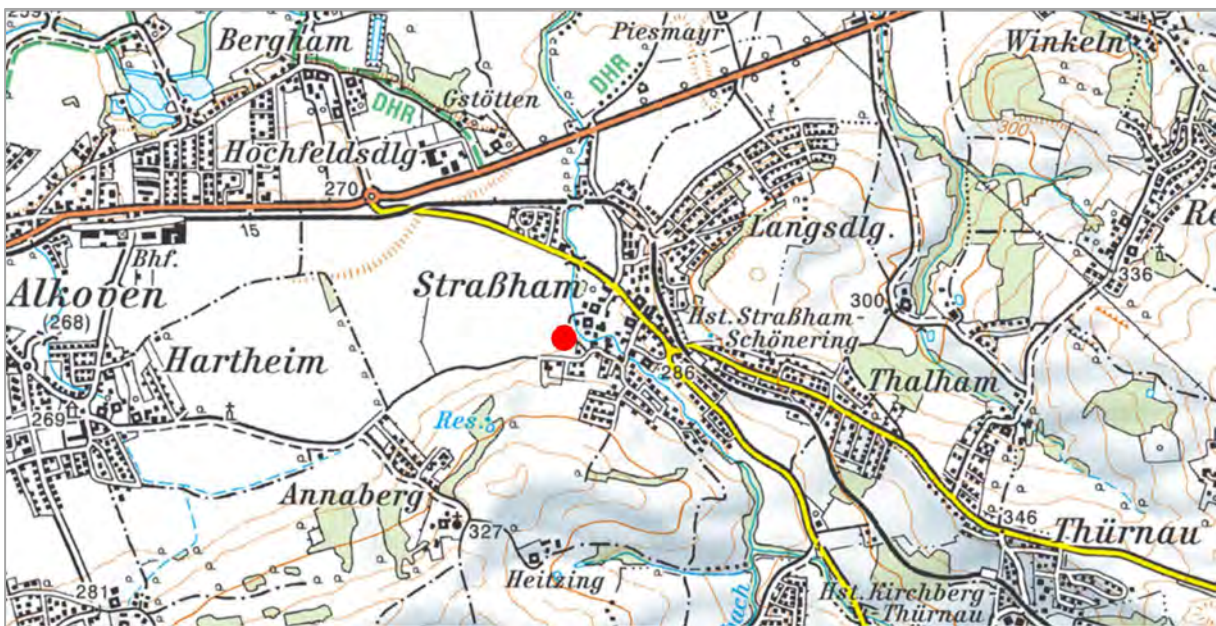 259
Bergham
Piesmayr
Winkeln
DHR
DHR
Gstötten
300
Hochfeldsdlg.
270
15
Langsdlg.
Bhf.
336
Alkoven
(268)
Straßham
300
Hst. Straßham-
Schönering
Hartheim
286
Thalham
269
Res.
Annaberg
327
346
Thürnau
Heitzing
281
Hst. Kirchberg-
Thürnau